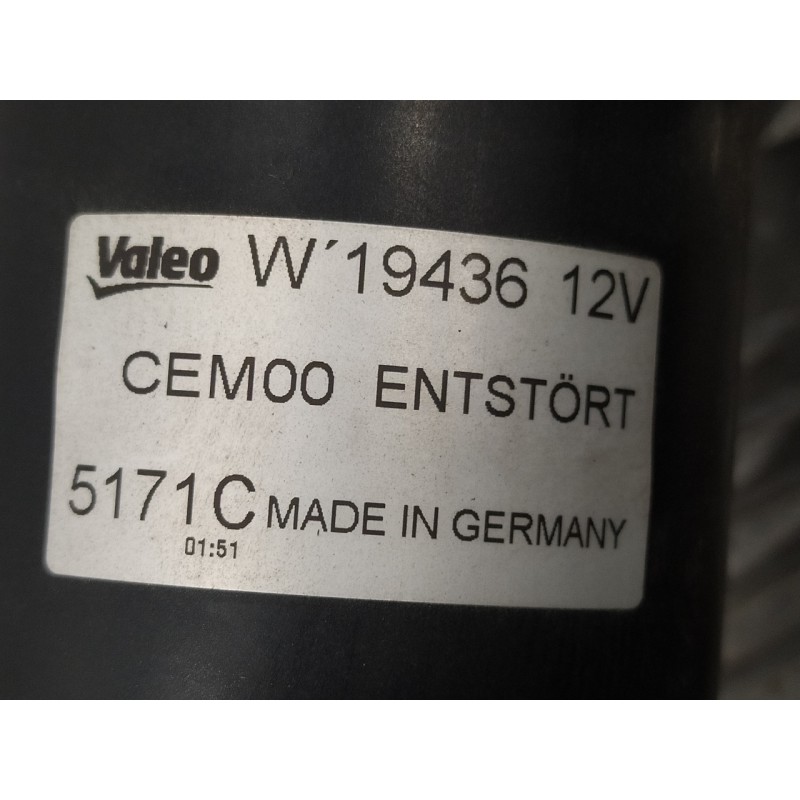 Valeo W´19436 12V
CEM00 ENTSTÖRT
5171C MADE IN GERMANY
01:51